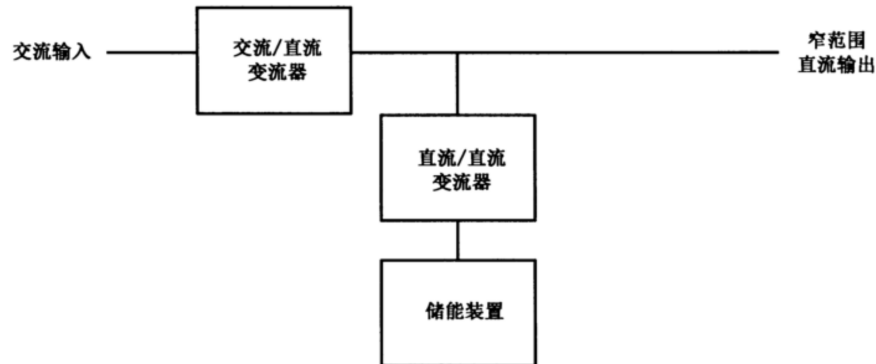 交流输入
交流/直流
变流器
窄范围
直流输出
直流/直流
变流器
储能装置